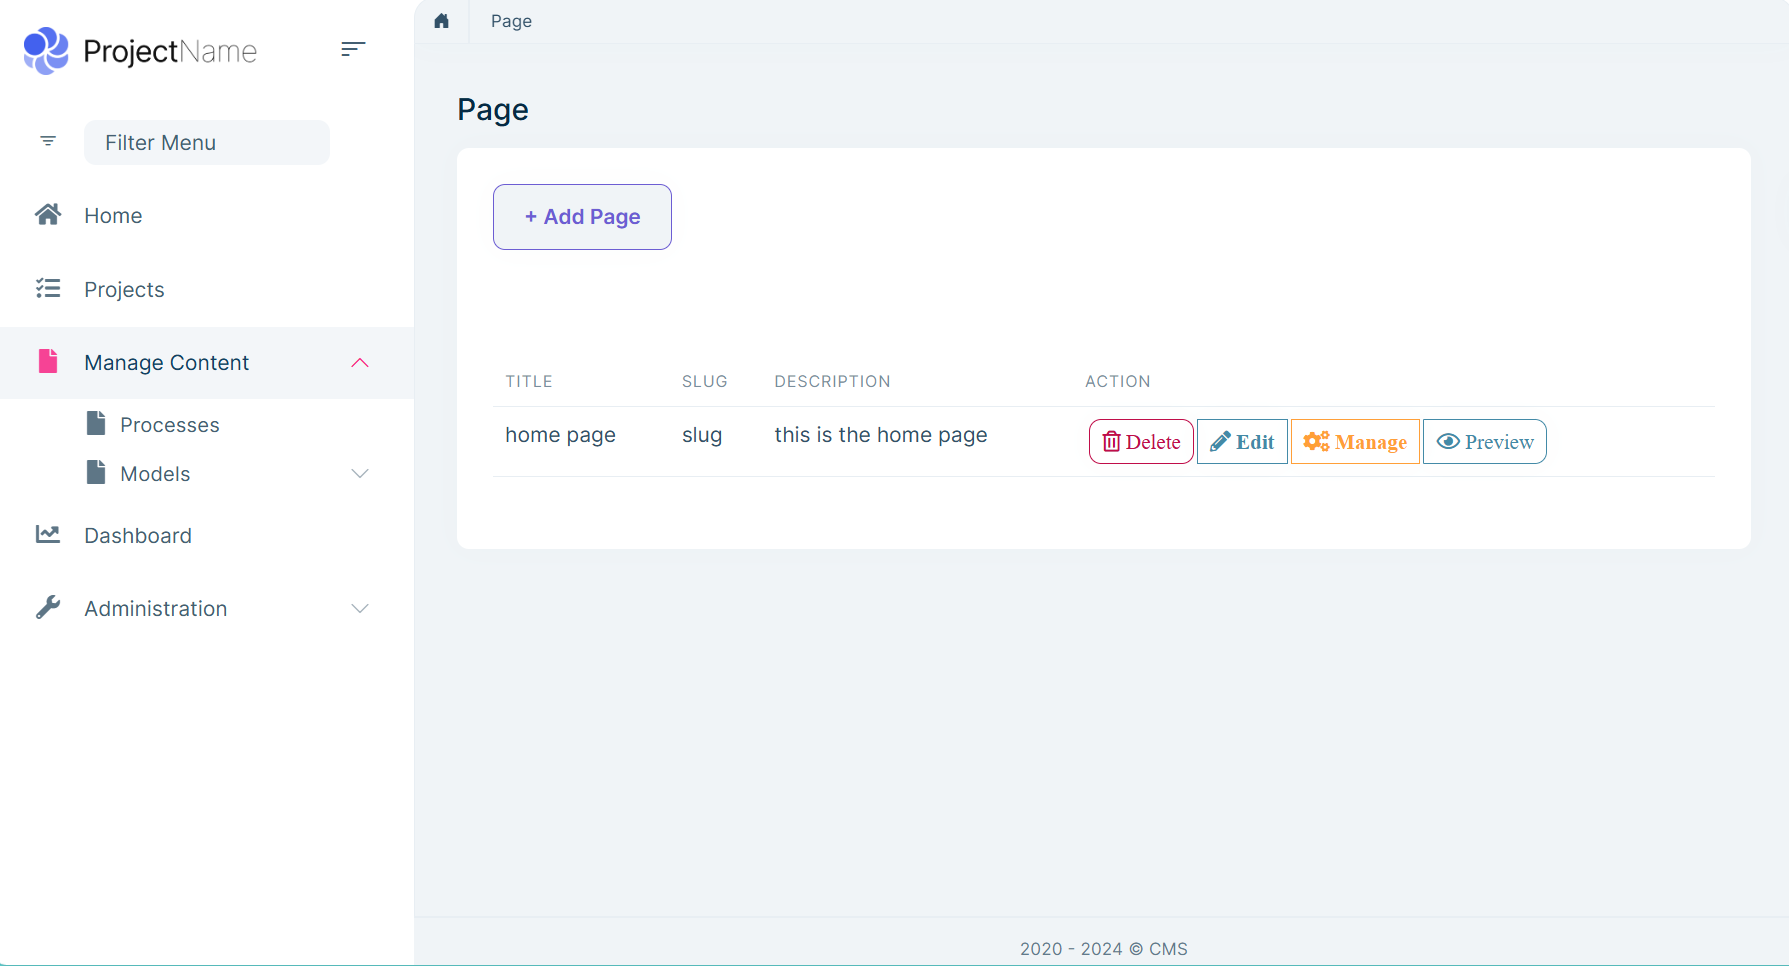 ProjectName
Filter Menu
Home
Projects
Manage Content
Processes
Models
Dashboard
Administration
Page
Page
+ Add Page
TITLE SLUG DESCRIPTION ACTION
home page slug this is the home page Delete Edit Manage Preview
2020 - 2024 © CMS